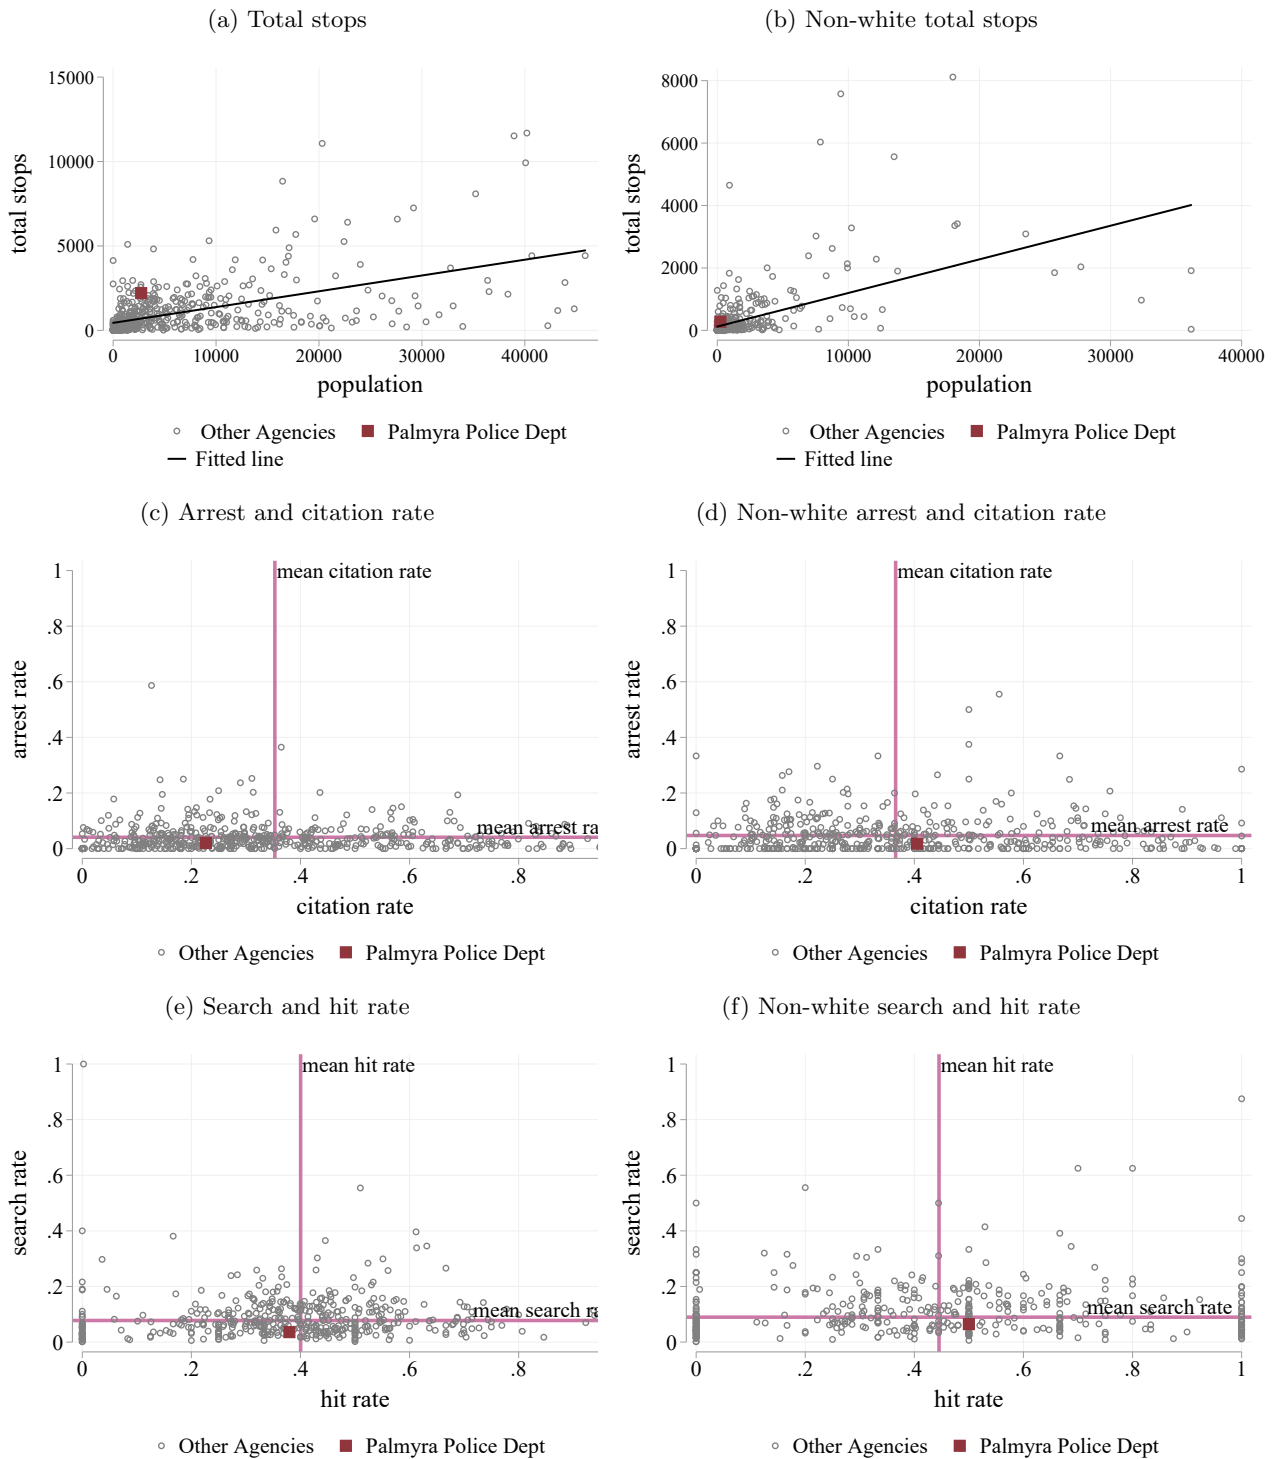 (a) Total stops
(b) Non-white total stops
15000
10000
5000
0
total stops
0 10000 20000 30000 40000
population
Other Agencies Palmyra Police Dept
Fitted line
8000
6000
4000
2000
0
total stops
0 10000 20000 30000 40000
population
Other Agencies Palmyra Police Dept
Fitted line
(c) Arrest and citation rate
(d) Non-white arrest and citation rate
mean citation rate
1
.8
.6
.4
.2
0
arrest rate
mean arrest ra
0 .2 .4 .6 .8
citation rate
Other Agencies Palmyra Police Dept
mean citation rate
1
.8
.6
.4
.2
0
arrest rate
mean arrest rate
0 .2 .4 .6 .8 1
citation rate
Other Agencies Palmyra Police Dept
(e) Search and hit rate
(f) Non-white search and hit rate
mean hit rate
1
.8
.6
.4
.2
0
search rate
mean search ra
0 .2 .4 .6 .8
hit rate
Other Agencies Palmyra Police Dept
mean hit rate
1
.8
.6
.4
.2
0
search rate
mean search rate
0 .2 .4 .6 .8 1
hit rate
Other Agencies Palmyra Police Dept